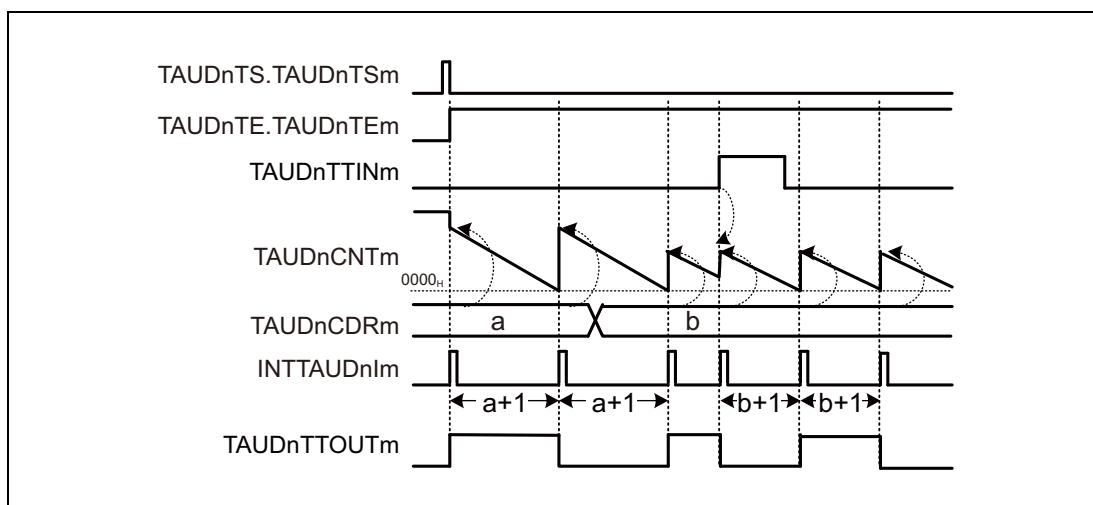 TAUDnTS.TAUDnTSm
TAUDnTE.TAUDnTEm
TAUDnTTINm
TAUDnCNTm
0000H
TAUDnCDRm
a
b
INTTAUDnIm
a+1
a+1
b+1
b+1
TAUDnTTOUTm